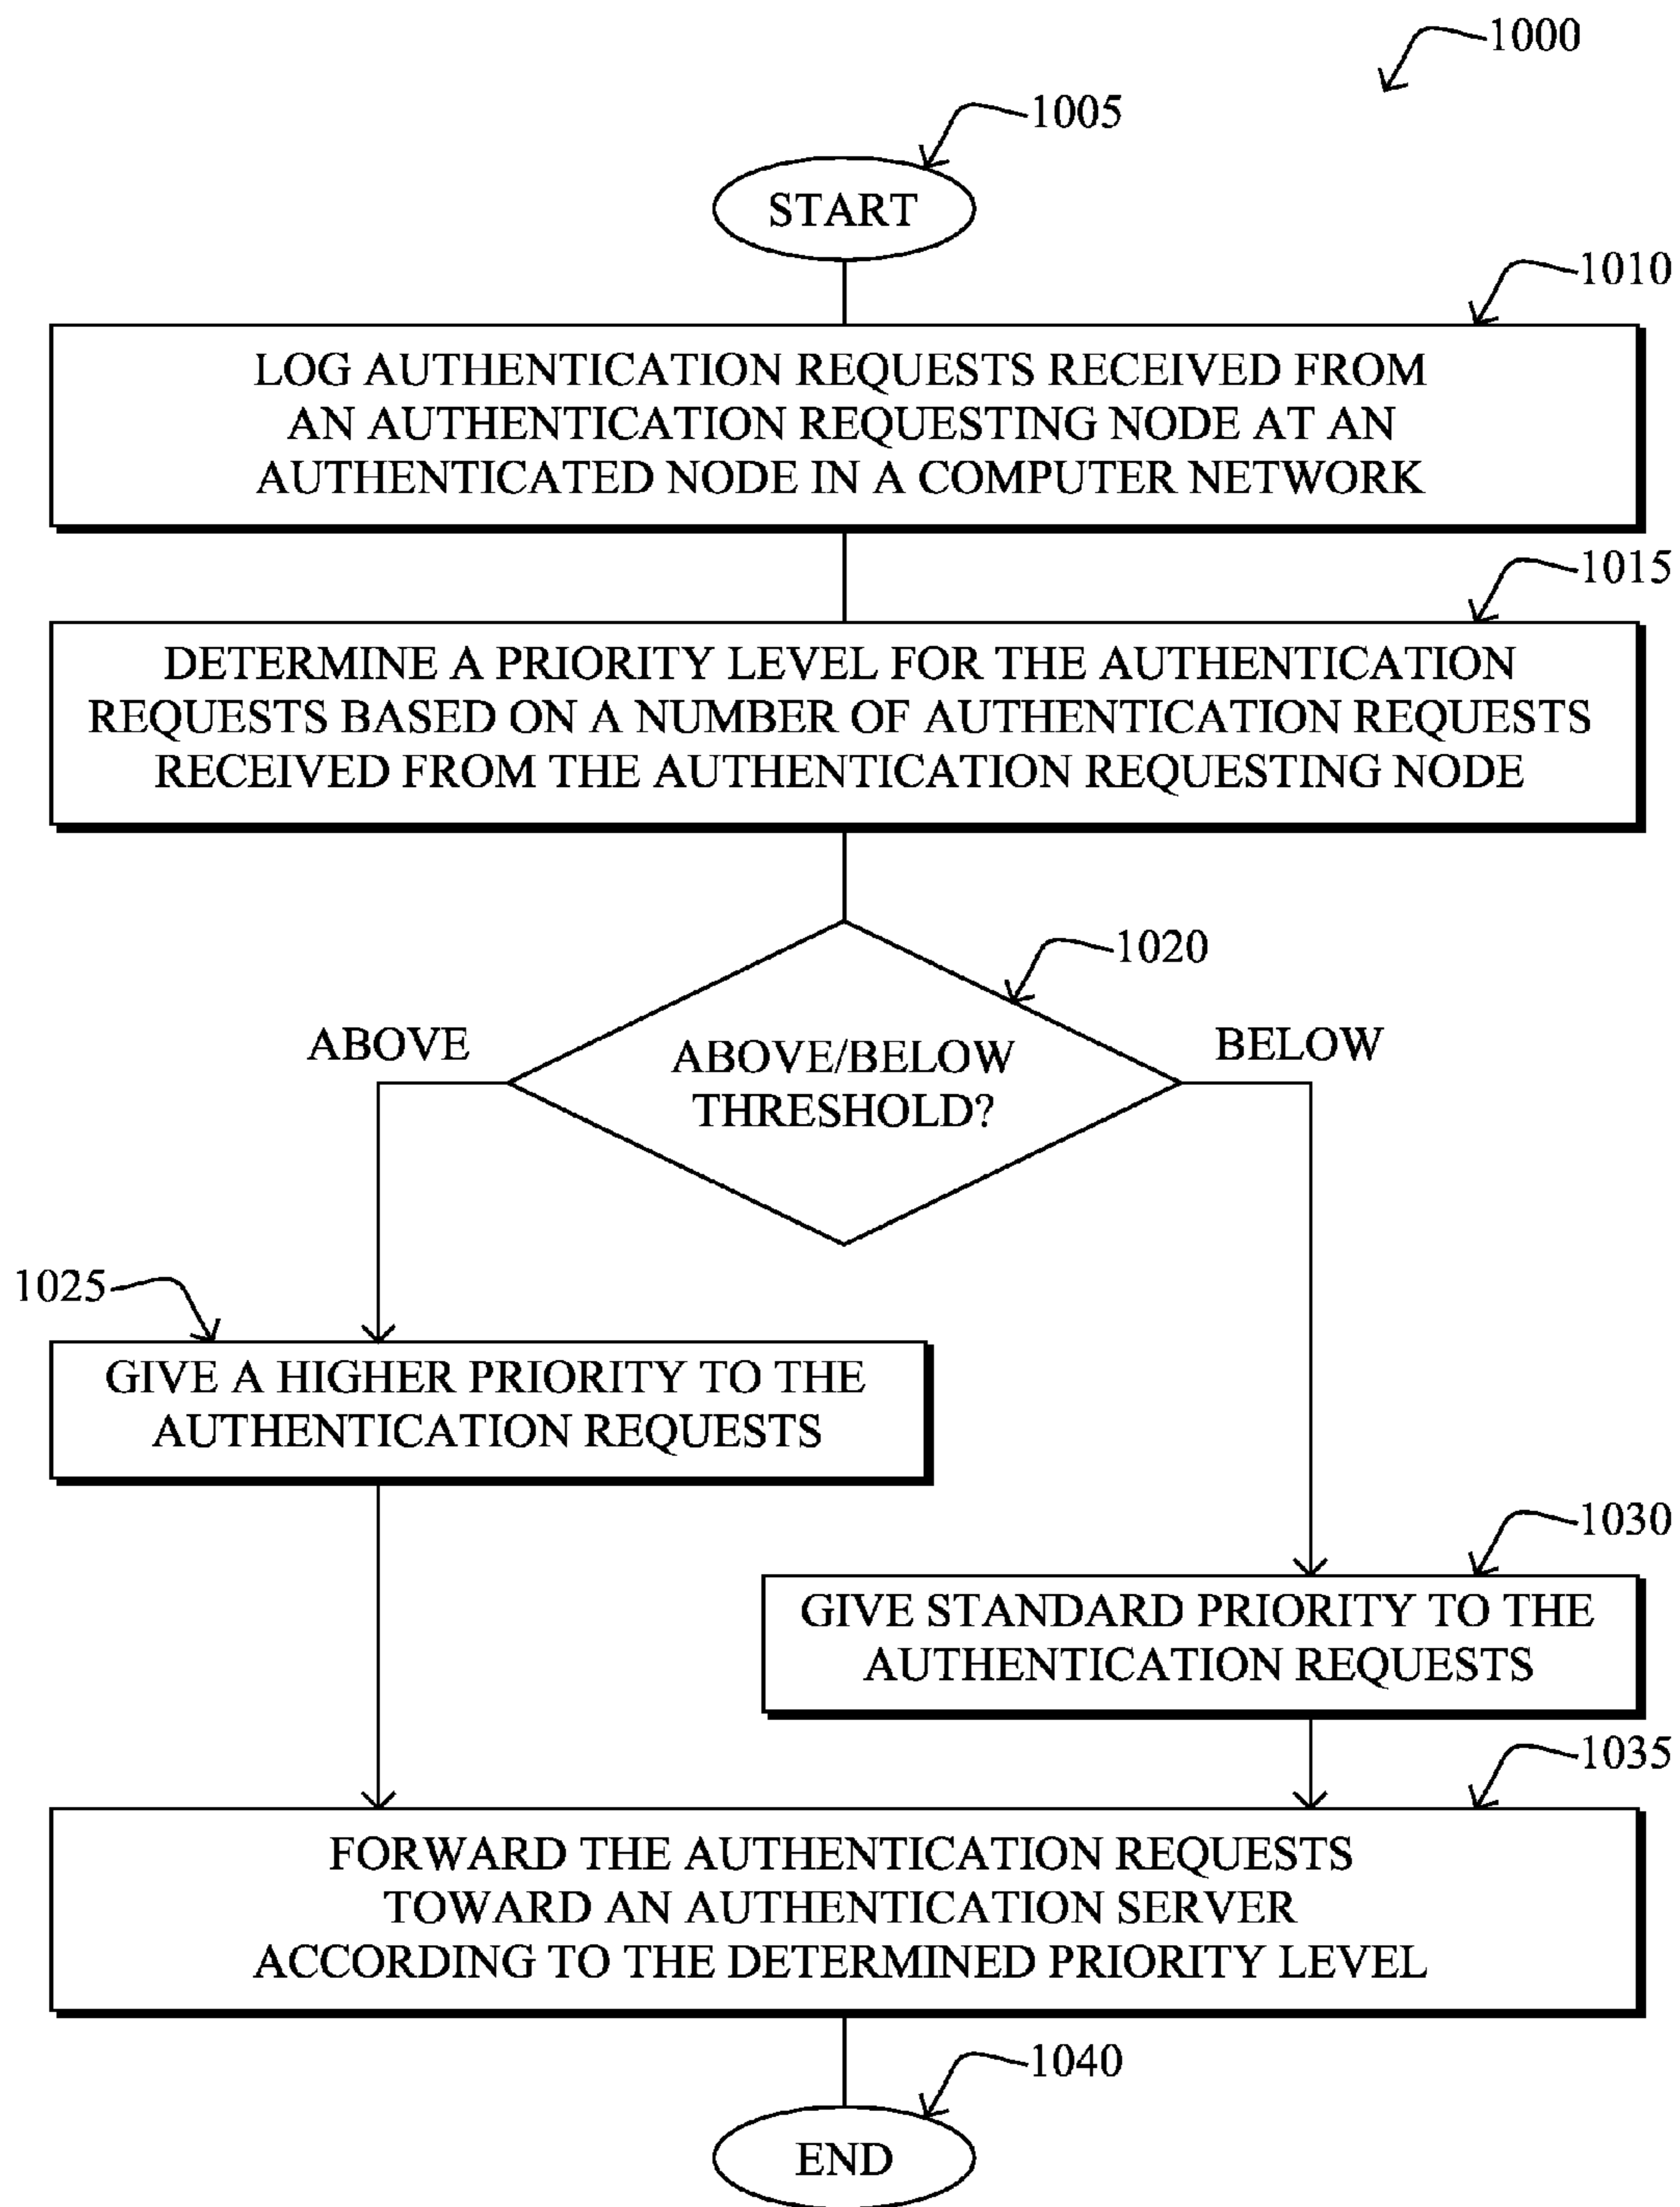 1000
1005
START
1010
LOG AUTHENTICATION REQUESTS RECEIVED FROM
AN AUTHENTICATION REQUESTING NODE AT AN
AUTHENTICATED NODE IN A COMPUTER NETWORK
1015
DETERMINE A PRIORITY LEVEL FOR THE AUTHENTICATION
REQUESTS BASED ON A NUMBER OF AUTHENTICATION REQUESTS
RECEIVED FROM THE AUTHENTICATION REQUESTING NODE
1020
ABOVE
BELOW
ABOVE/BELOW
THRESHOLD?
1025
GIVE A HIGHER PRIORITY TO THE
AUTHENTICATION REQUESTS
1030
GIVE STANDARD PRIORITY TO THE
AUTHENTICATION REQUESTS
1035
FORWARD THE AUTHENTICATION REQUESTS
TOWARD AN AUTHENTICATION SERVER
ACCORDING TO THE DETERMINED PRIORITY LEVEL
1040
END